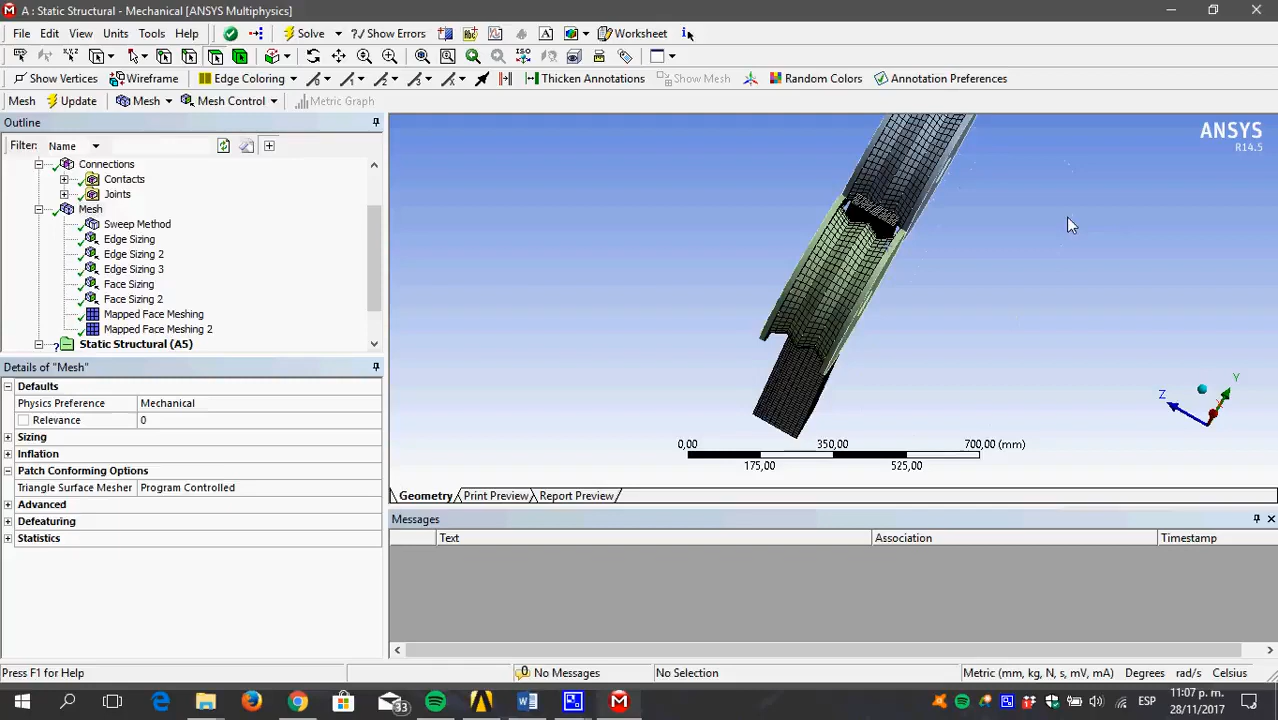 A : Static Structural - Mechanical [ANSYS Multiphysics]
File Edit View Units Tools Help Solve Show Errors A Worksheet i
Show Vertices Wireframe Edge Coloring Thicken Annotations Show Mesh Random Colors Annotation Preferences
Mesh Update Mesh Mesh Control Metric Graph
Outline
Filter: Name
Connections
Contacts
Joints
Mesh
Sweep Method
Edge Sizing
Edge Sizing 2
Edge Sizing 3
Face Sizing
Face Sizing 2
Mapped Face Meshing
Mapped Face Meshing 2
Static Structural (A5)
Details of "Mesh"
Defaults
Physics Preference Mechanical
Relevance 0
Sizing
Inflation
Patch Conforming Options
Triangle Surface Mesher Program Controlled
Advanced
Defeaturing
Statistics
ANSYS
R14.5
Y
Z
0,00 350,00 700,00 (mm)
175,00 525,00
Geometry Print Preview Report Preview
Messages
Text Association Timestamp
Press F1 for Help 0 No Messages No Selection Metric (mm, kg, N, s, mV, mA) Degrees rad/s Celsius
33 ESP 11:07 p. m.
28/11/2017